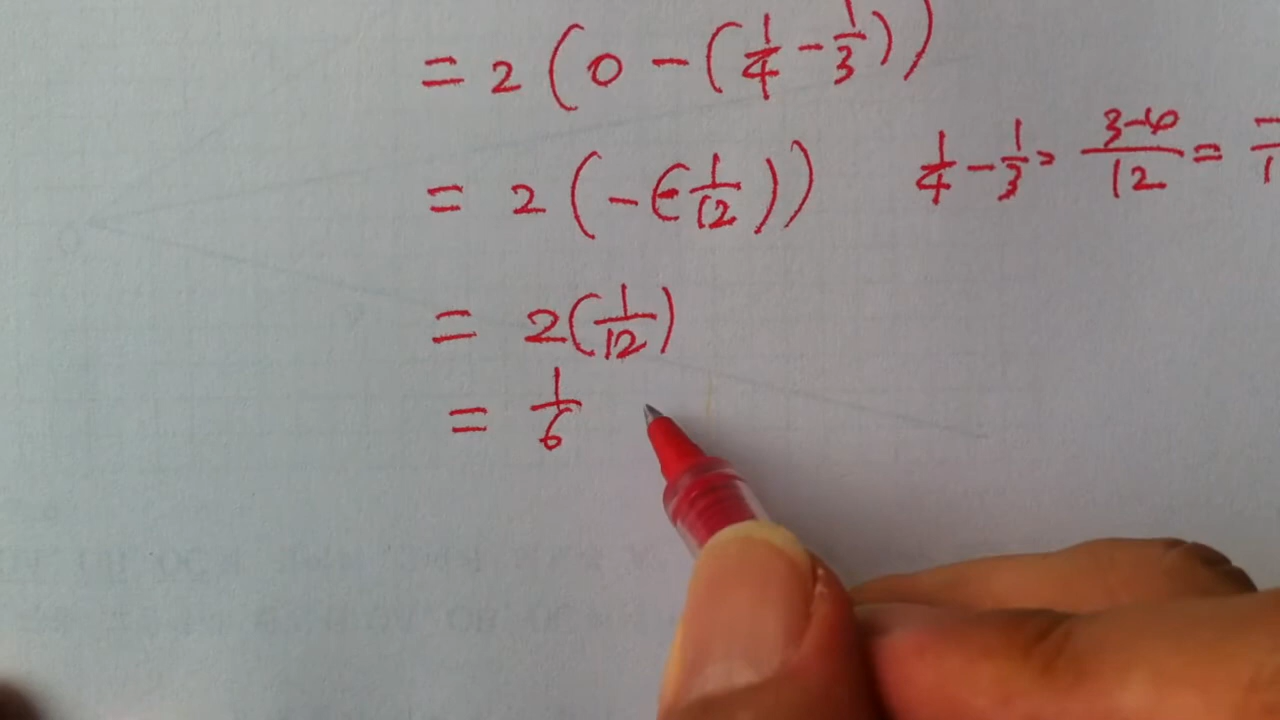 = 2 (0 - (1/4 - 1/3))
= 2 (-(-1/12)) 1/4 - 1/3 = 3-4/12 =
= 2(1/12)
= 1/6